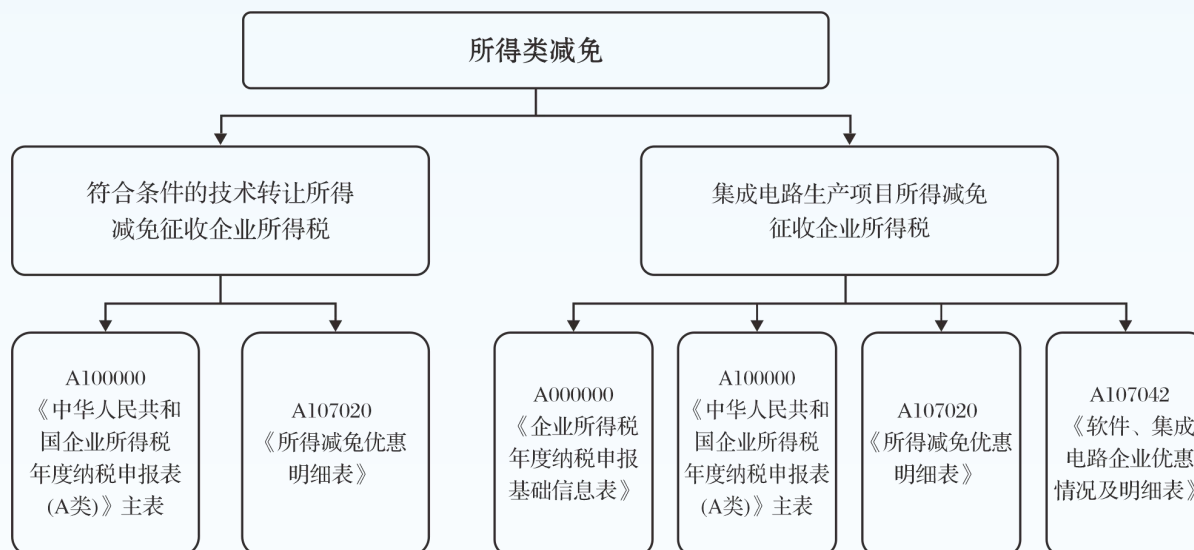 所得类减免
符合条件的技术转让所得
减免征收企业所得税
集成电路生产项目所得减免
征收企业所得税
A100000
《中华人民共和
国企业所得税
年度纳税申报表
(A类)》主表
A107020
《所得减免优惠
明细表》
A000000
《企业所得税
年度纳税申报
基础信息表》
A100000
《中华人民共和
国企业所得税
年度纳税申报表
(A类)》主表
A107020
《所得减免优惠
明细表》
A107042
《软件、集成
电路企业优惠
情况及明细表》